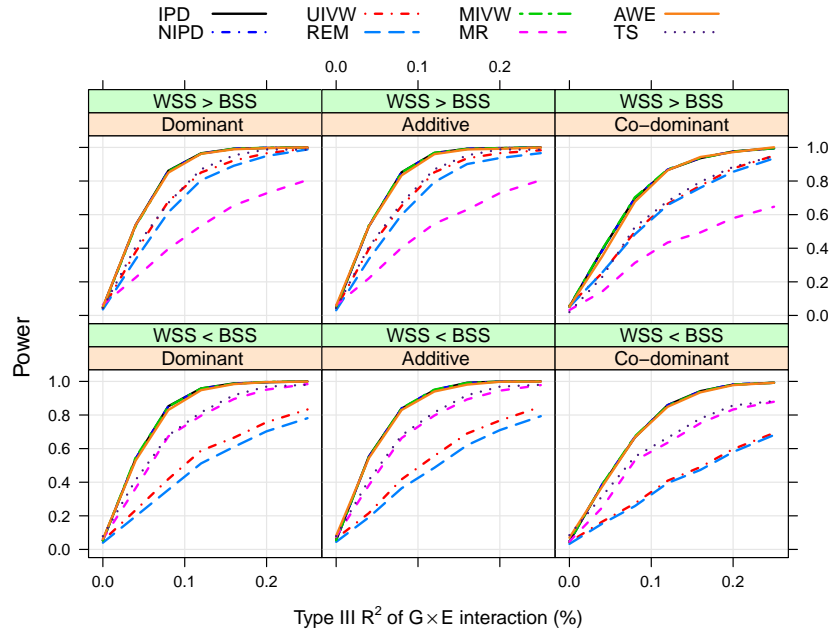 IPD UIVW MIVW AWE
NIPD REM MR TS
0.0 0.1 0.2
WSS > BSS WSS > BSS WSS > BSS
Dominant Additive Co−dominant
1.0
0.8
0.6
0.4
0.2
0.0
Power
WSS < BSS WSS < BSS WSS < BSS
Dominant Additive Co−dominant
1.0
0.8
0.6
0.4
0.2
0.0
0.0 0.1 0.2 0.0 0.1 0.2
Type III R² of G×E interaction (%)